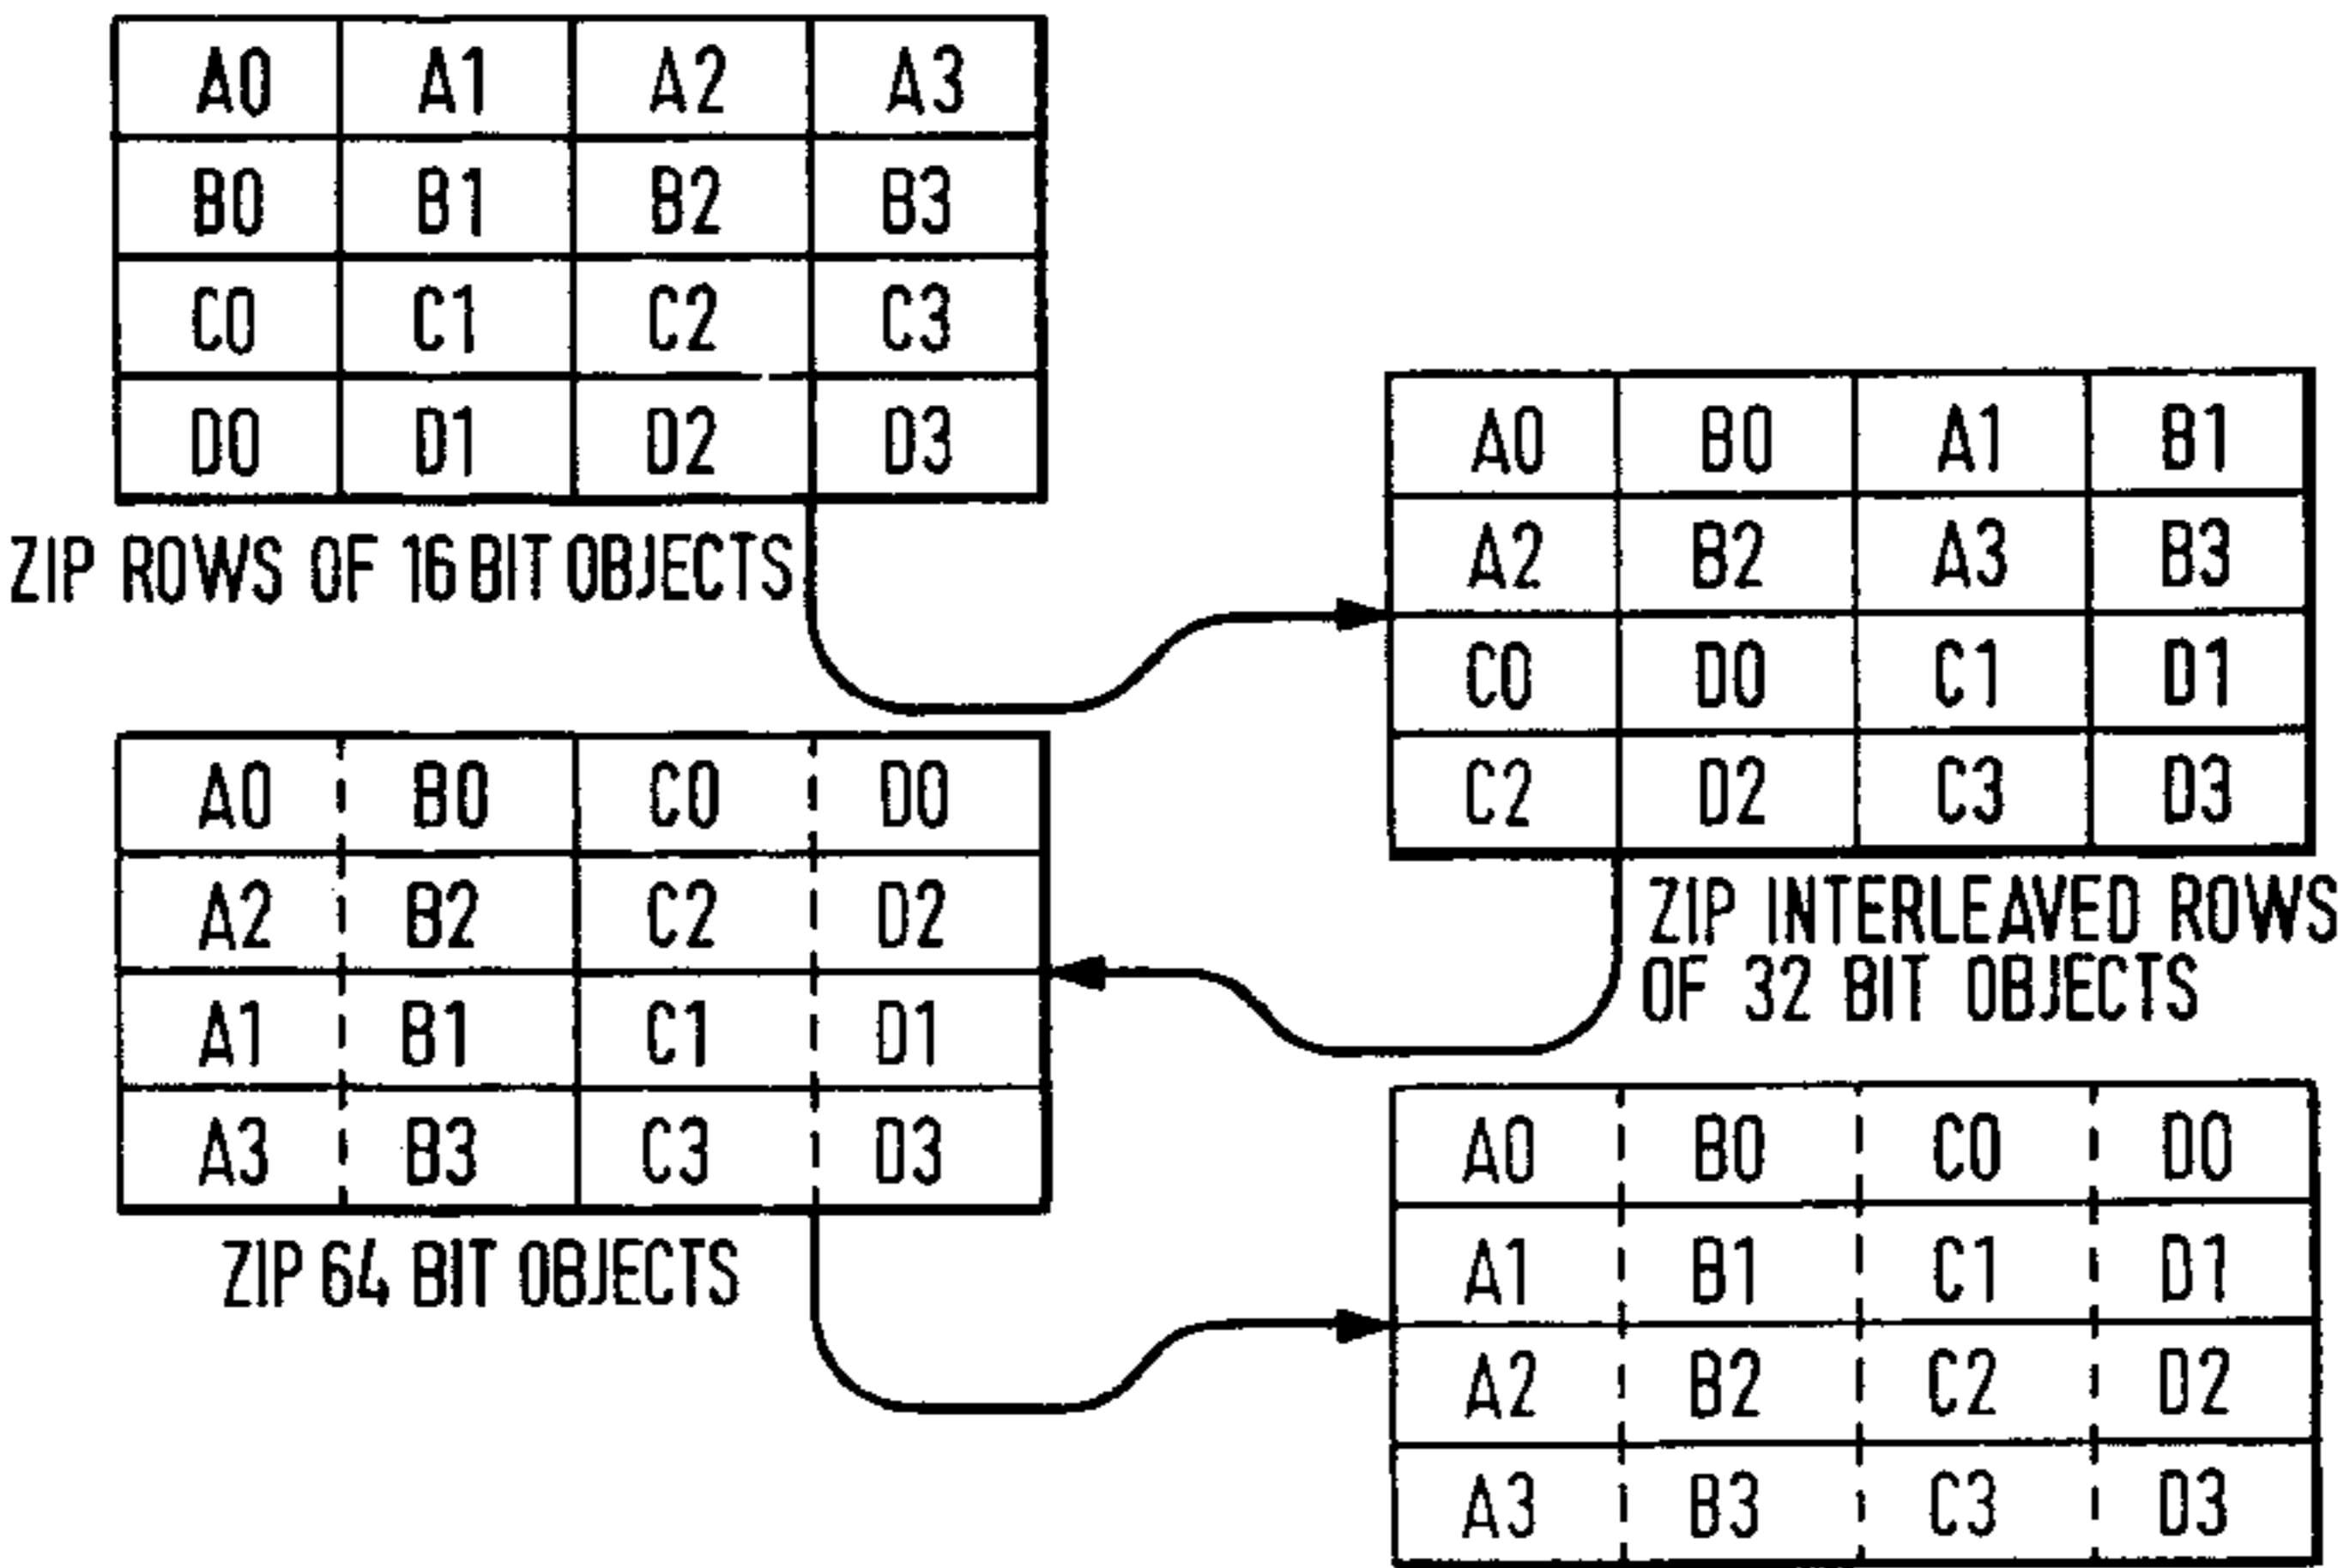 A0 A1 A2 A3
B0 B1 B2 B3
C0 C1 C2 C3
D0 D1 D2 D3
ZIP ROWS OF 16 BIT OBJECTS
A0 B0 A1 B1
A2 B2 A3 B3
C0 D0 C1 D1
C2 D2 C3 D3
ZIP INTERLEAVED ROWS
OF 32 BIT OBJECTS
A0 B0 C0 D0
A2 B2 C2 D2
A1 B1 C1 D1
A3 B3 C3 D3
ZIP 64 BIT OBJECTS
A0 B0 C0 D0
A1 B1 C1 D1
A2 B2 C2 D2
A3 B3 C3 D3